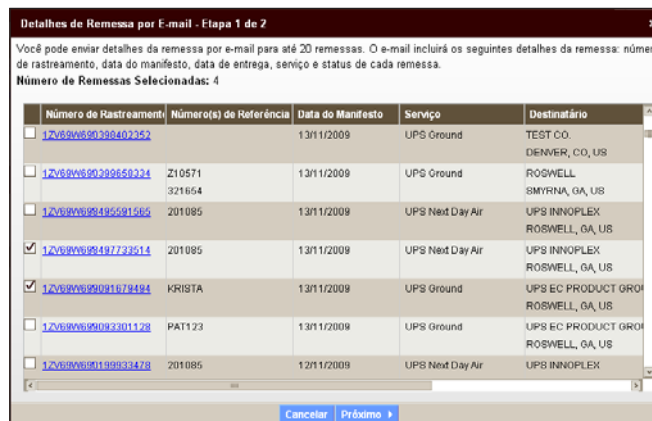 Detalhes de Remessa por E-mail - Etapa 1 de 2
Você pode enviar detalhes da remessa por e-mail para até 20 remessas. O e-mail incluirá os seguintes detalhes da remessa: núme
de rastreamento, data do manifesto, data de entrega, serviço e status de cada remessa.
Número de Remessas Selecionadas: 4
Número de Rastreament Número(s) de Referência Data do Manifesto Serviço Destinatário
1ZV69W690398402352 13/11/2009 UPS Ground TEST CO.
DENVER, CO, US
1ZV69W690399650334 Z10571 13/11/2009 UPS Ground ROSWELL
321654 SMYRNA, GA, US
1ZV69W698495591565 201085 13/11/2009 UPS Next Day Air UPS INNOPLEX
ROSWELL, GA, US
1ZV69W698497733514 201085 13/11/2009 UPS Next Day Air UPS INNOPLEX
ROSWELL, GA, US
1ZV69W699091679494 KRISTA 13/11/2009 UPS Ground UPS EC PRODUCT GRO
ROSWELL, GA, US
1ZV69W699093301128 PAT123 13/11/2009 UPS Ground UPS EC PRODUCT GRO
ROSWELL, GA, US
1ZV69W690199933478 201085 12/11/2009 UPS Next Day Air UPS INNOPLEX
Cancelar Próximo